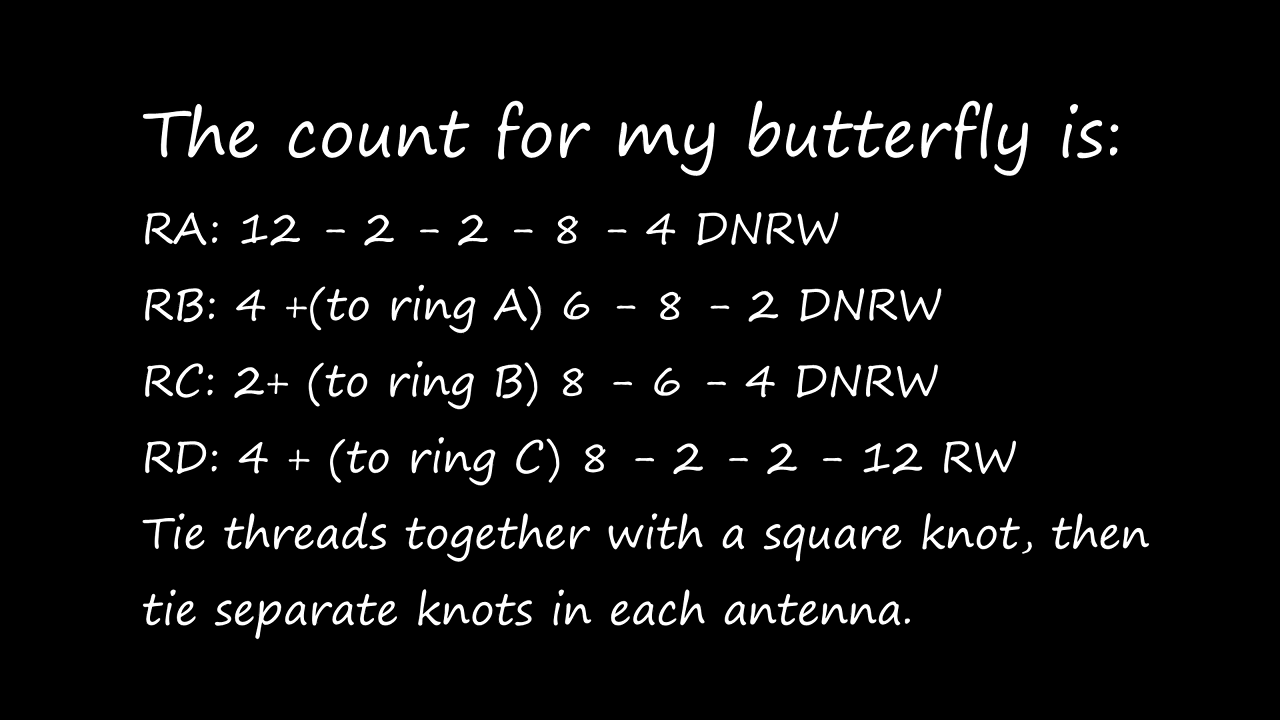 The count for my butterfly is:
RA: 12 - 2 - 2 - 8 - 4 DNRW
RB: 4 +(to ring A) 6 - 8 - 2 DNRW
RC: 2+ (to ring B) 8 - 6 - 4 DNRW
RD: 4 + (to ring C) 8 - 2 - 2 - 12 RW
Tie threads together with a square knot, then
tie separate knots in each antenna.